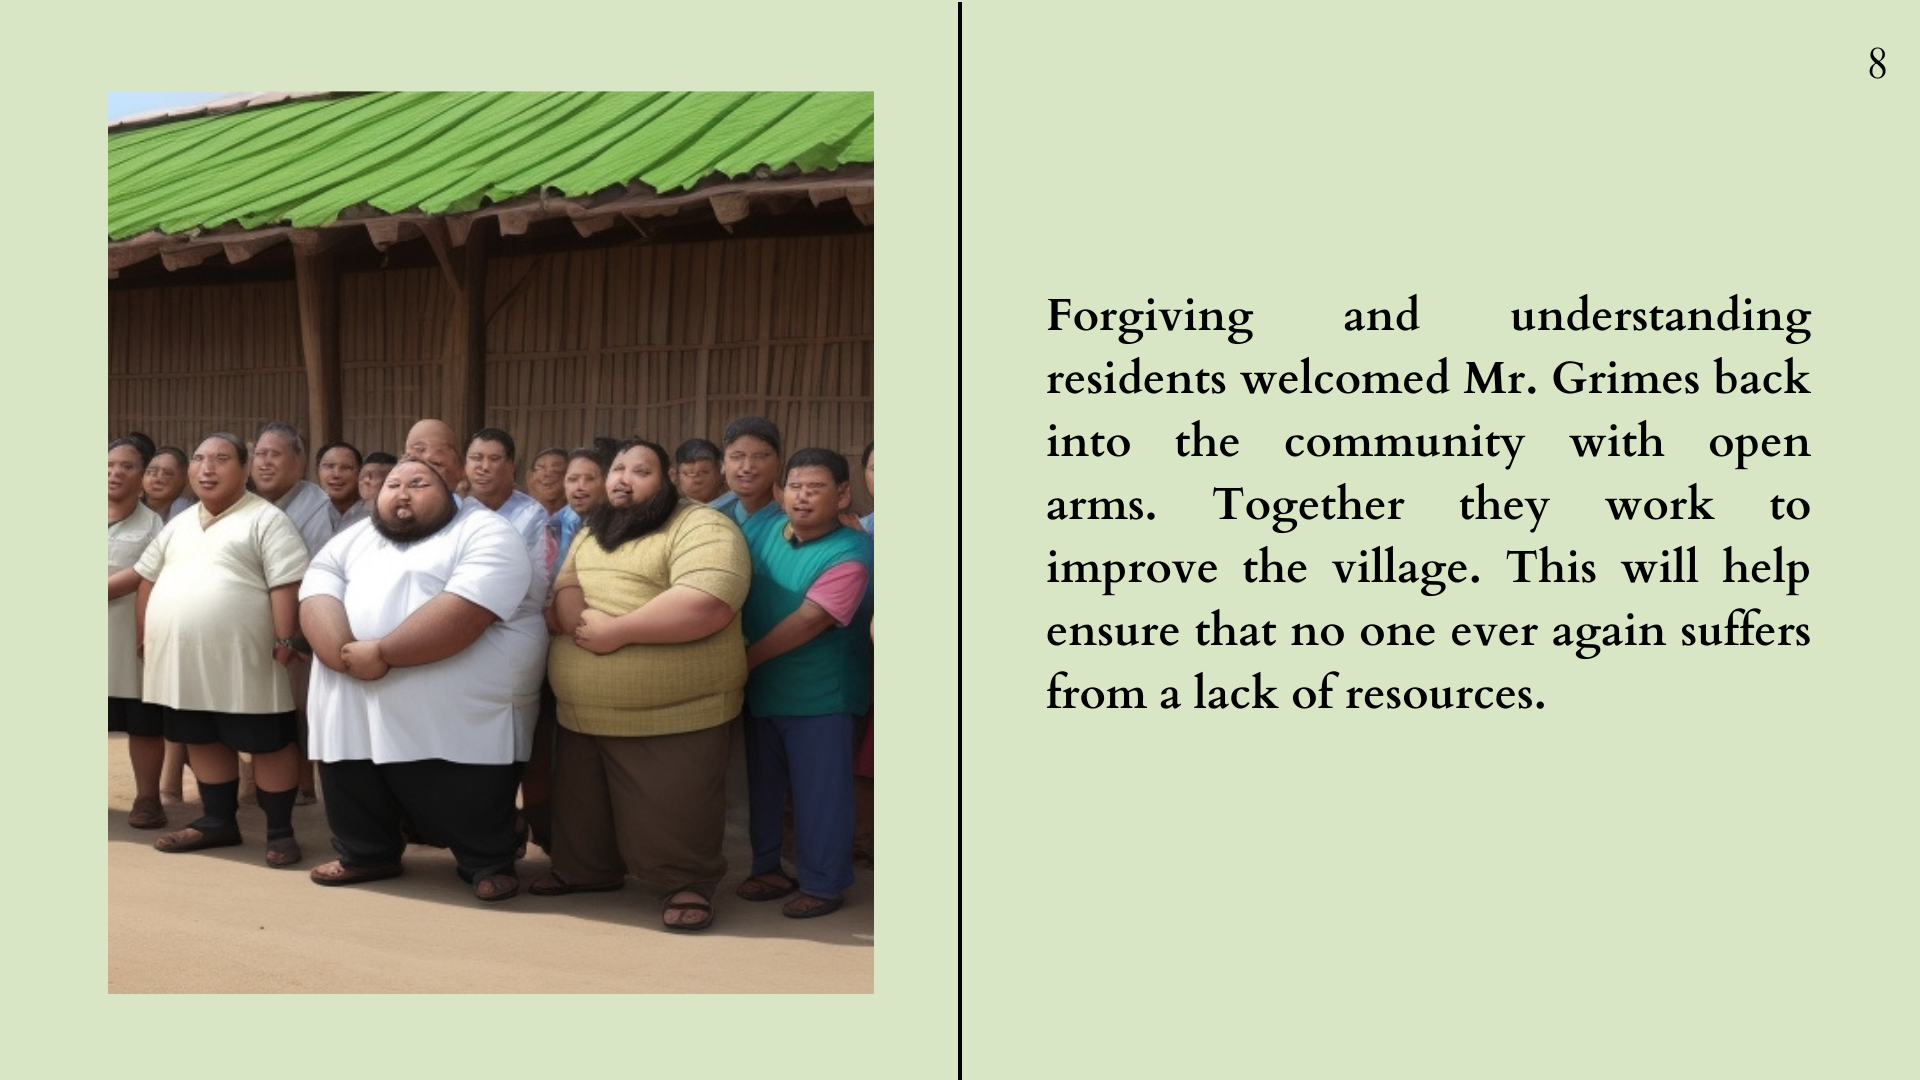 8
Forgiving and understanding
residents welcomed Mr. Grimes back
into the community with open
arms. Together they work to
improve the village. This will help
ensure that no one ever again suffers
from a lack of resources.